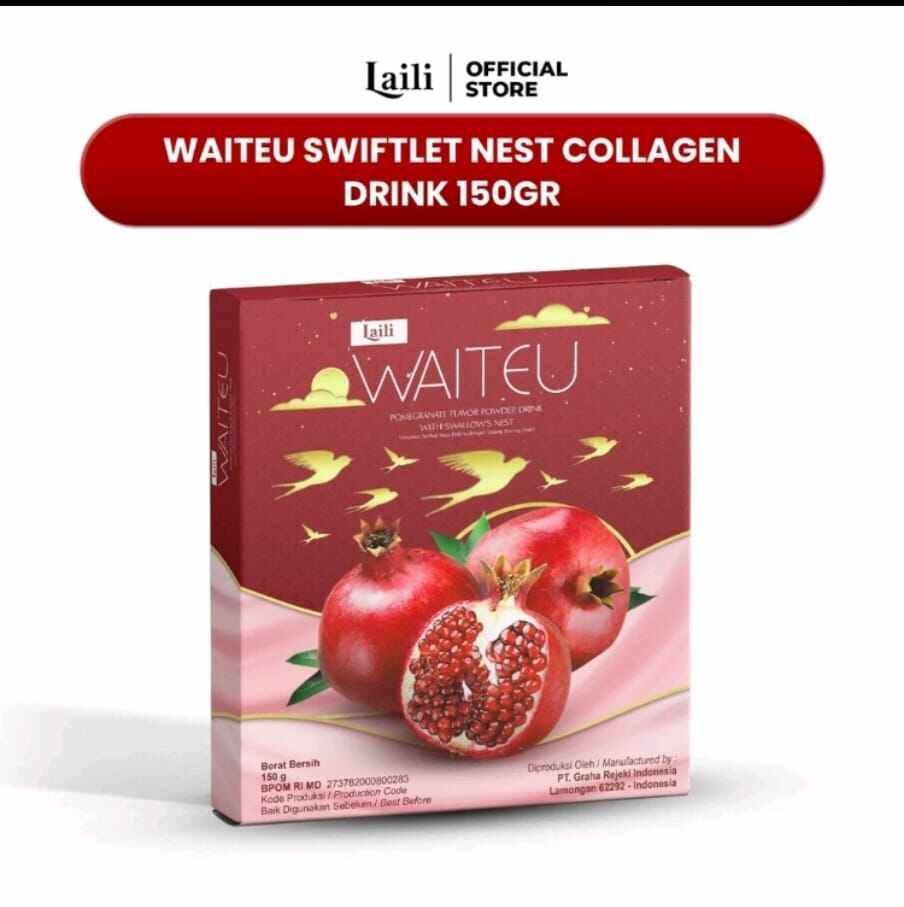 Laili
OFFICIAL
STORE
WAITEU SWIFTLET NEST COLLAGEN
DRINK 150GR
WAITEU
Laili
WAITEU
WAITEU
POMEGRANATE FLAVOR POWDER DRINK
WITH SWALLOW'S NEST
Berat Bersih
150 g
BPOM RI MD 273782000800283
Kode Produksi / Production Code
Baik Digunakan Sebelum / Best Before
Diproduksi Oleh / Manufactured by :
PT. Graha Rejeki Indonesia
Lamongan 62292 - Indonesia